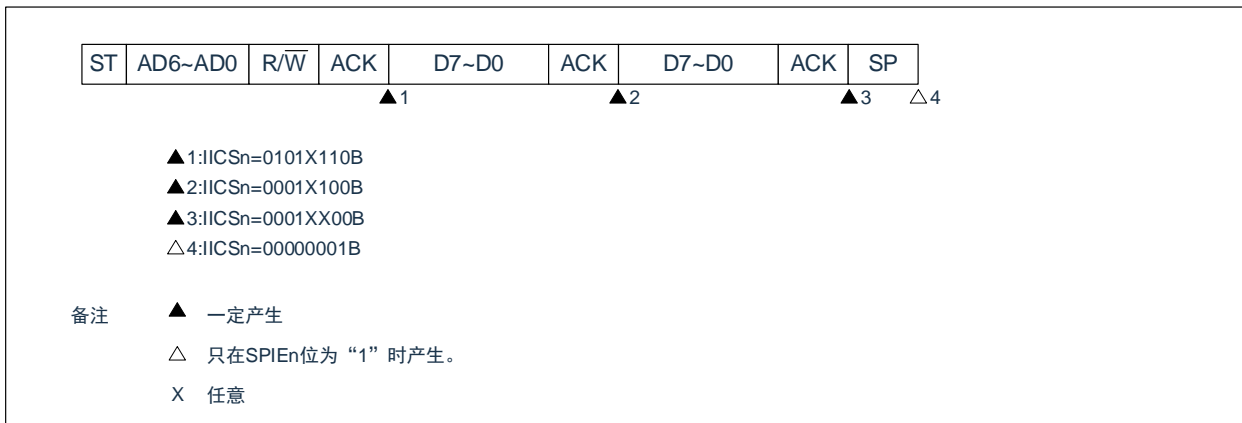 ST AD6~AD0 R/W̅ ACK D7~D0 ACK D7~D0 ACK SP
▲1 ▲2 ▲3 △4
▲1:IICSn=0101X110B
▲2:IICSn=0001X100B
▲3:IICSn=0001XX00B
△4:IICSn=00000001B
备注 ▲ 一定产生
△ 只在SPIEn位为“1”时产生。
X 任意